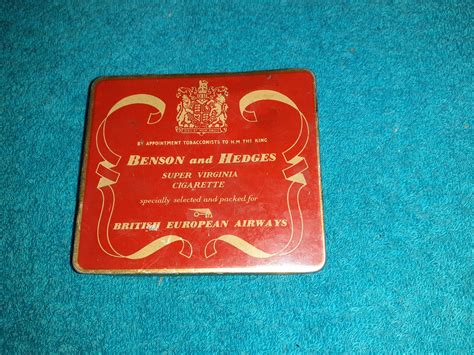 BY APPOINTMENT TOBACCONISTS TO H.M. THE KING
BENSON and HEDGES
SUPER VIRGINIA
CIGARETTE
specially selected and packed for
BRITISH EUROPEAN AIRWAYS